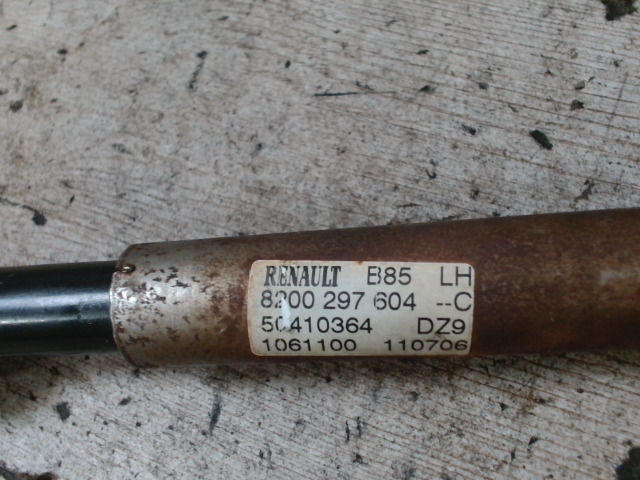 RENAULT B85 LH
8200 297 604 --C
50410364 DZ9
1061100 110706